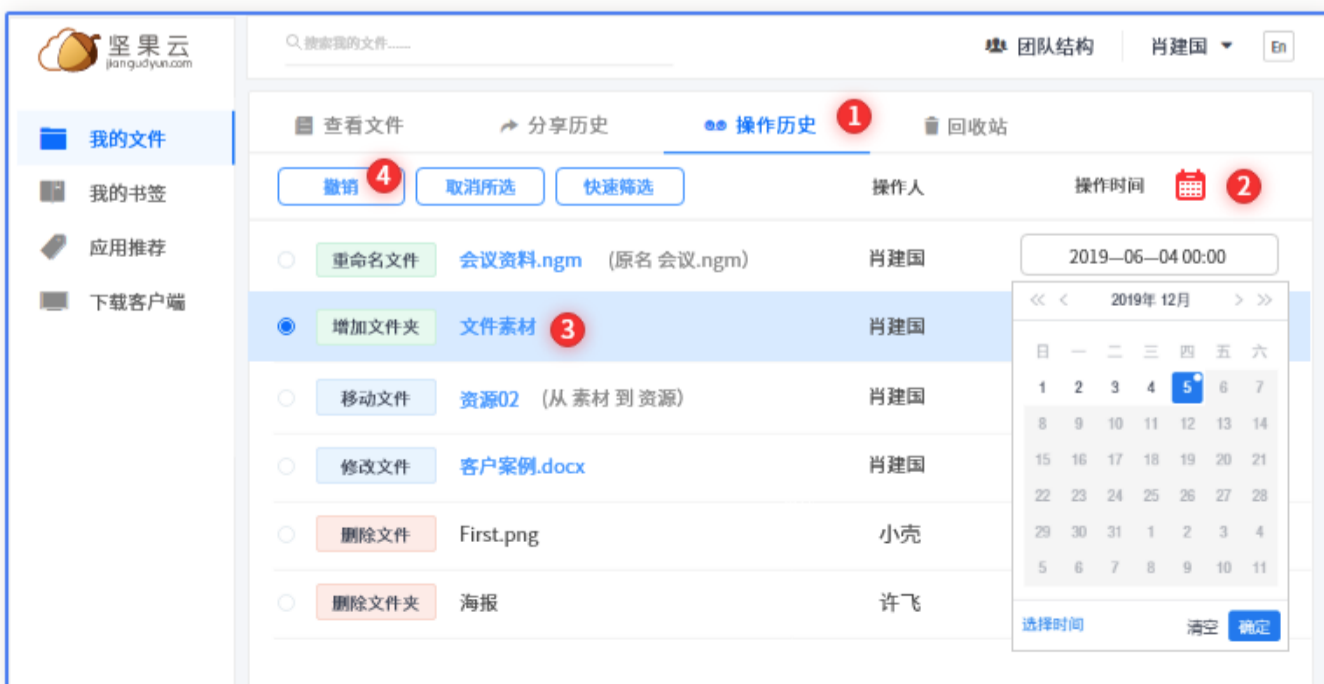 坚果云
jiangudyun.com
搜索我的文件......
团队结构
肖建国
En
我的文件
我的书签
应用推荐
下载客户端
查看文件
分享历史
操作历史 1
回收站
撤销 4
取消所选
快速筛选
操作人
操作时间 2
重命名文件 会议资料.ngm (原名 会议.ngm) 肖建国
增加文件夹 文件素材 3 肖建国
移动文件 资源02 (从 素材 到 资源) 肖建国
修改文件 客户案例.docx 肖建国
删除文件 First.png 小壳
删除文件夹 海报 许飞
2019—06—04 00:00
« < 2019年 12月 > »
日 一 二 三 四 五 六
1 2 3 4 5 6 7
8 9 10 11 12 13 14
15 16 17 18 19 20 21
22 23 24 25 26 27 28
29 30 31 1 2 3 4
5 6 7 8 9 10 11
选择时间 清空 确定